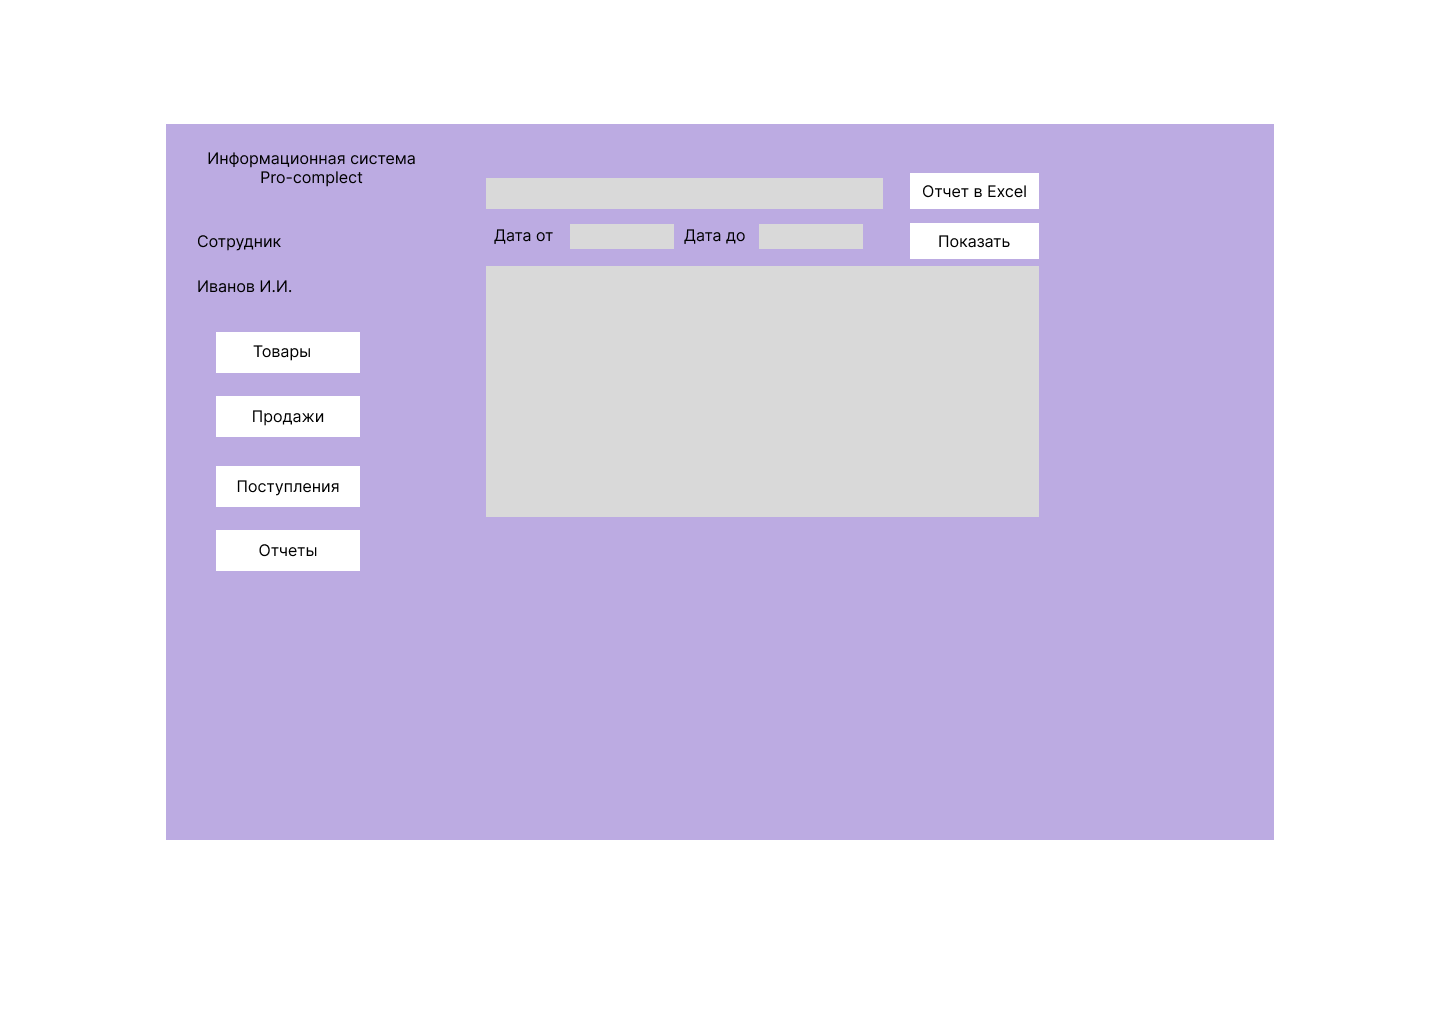 Информационная система
Pro-complect
Отчет в Excel
Сотрудник
Дата от
Дата до
Показать
Иванов И.И.
Товары
Продажи
Поступления
Отчеты